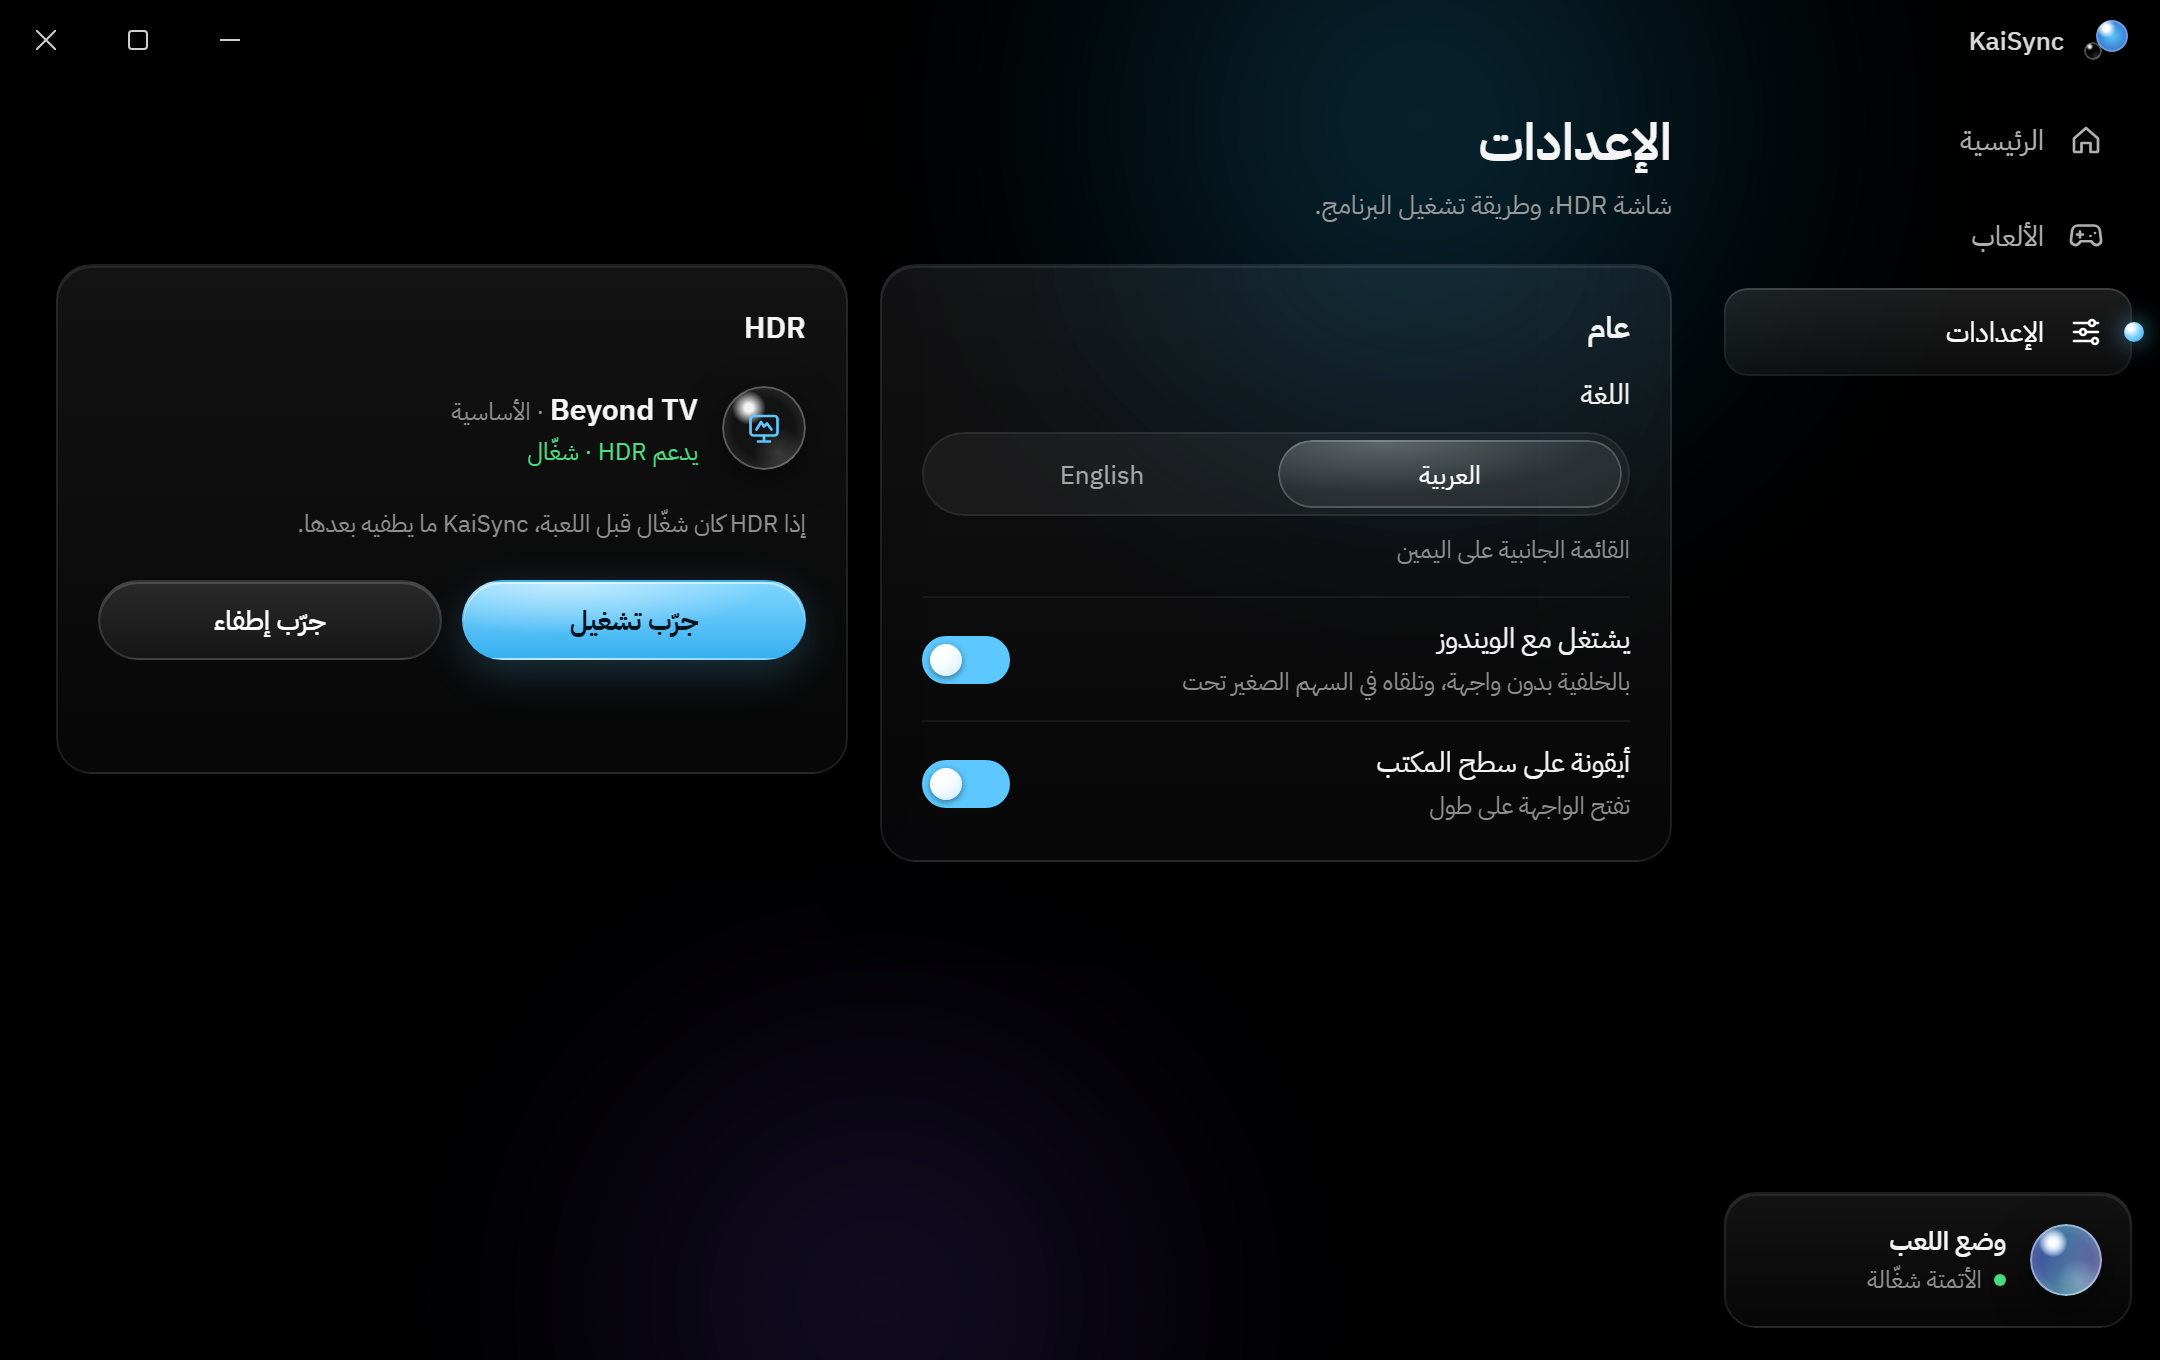 KaiSync
الرئيسية
الألعاب
الإعدادات
الإعدادات
شاشة HDR، وطريقة تشغيل البرنامج.
عام
اللغة
العربية
English
القائمة الجانبية على اليمين
يشتغل مع الويندوز
بالخلفية بدون واجهة، وتلقاه في السهم الصغير تحت
أيقونة على سطح المكتب
تفتح الواجهة على طول
HDR
Beyond TV · الأساسية
يدعم HDR · شغّال
إذا HDR كان شغّال قبل اللعبة، KaiSync ما يطفيه بعدها.
جرّب تشغيل
جرّب إطفاء
وضع اللعب
الأتمتة شغّالة